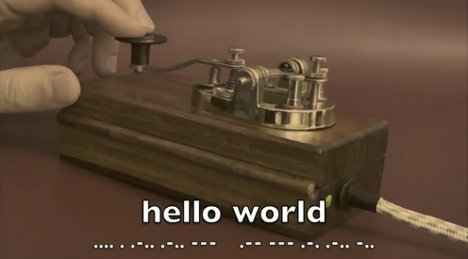 hello world
.... . .-.. .-.. ---   .-- --- .-. .-.. -..